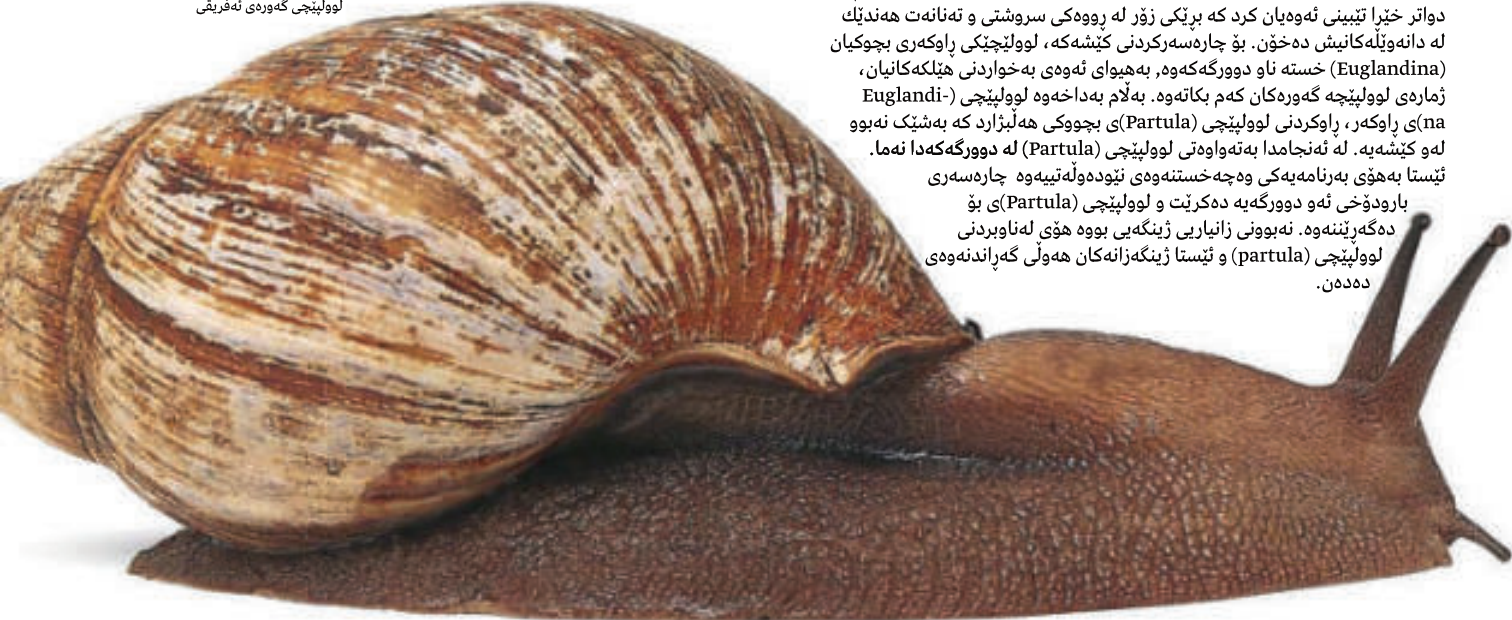 لوولپێچی گەورەی ئەفریقی
دواتر خێرا تێبینی ئەوەیان کرد کە بڕێکی زۆر لە ڕووەکی سروشتی و تەنانەت هەندێك
لە دانەوێڵەکانیش دەخۆن. بۆ چارەسەرکردنی کێشەکە، لوولێچێکی ڕاوکەری بچوکیان
(Euglandina) خستە ناو دوورگەکەوە, بەهیوای ئەوەی بەخواردنی هێلکەکانیان،
ژمارەی لوولپێچە گەورەکان کەم بکاتەوە. بەڵام بەداخەوە لوولپێچی (Euglandi-
na)ی ڕاوکەر، ڕاوکردنی لوولپێچی (Partula)ی بچووکی هەڵبژارد کە بەشێک نەبوو
لەو کێشەیە. لە ئەنجامدا بەتەواوەتی لوولپێچی (Partula) لە دوورگەکەدا نەما.
ئێستا بەهۆی بەرنامەیەکی وەچەخستنەوەی نێودەوڵەتییەوە چارەسەری
بارودۆخی ئەو دوورگەیە دەکرێت و لوولپێچی (Partula)ی بۆ
دەگەڕێننەوە. نەبوونی زانیاریی ژینگەیی بووە هۆی لەناوبردنی
لوولپێچی (partula) و ئێستا ژینگەزانەکان هەوڵی گەڕاندنەوەی
دەدەن.